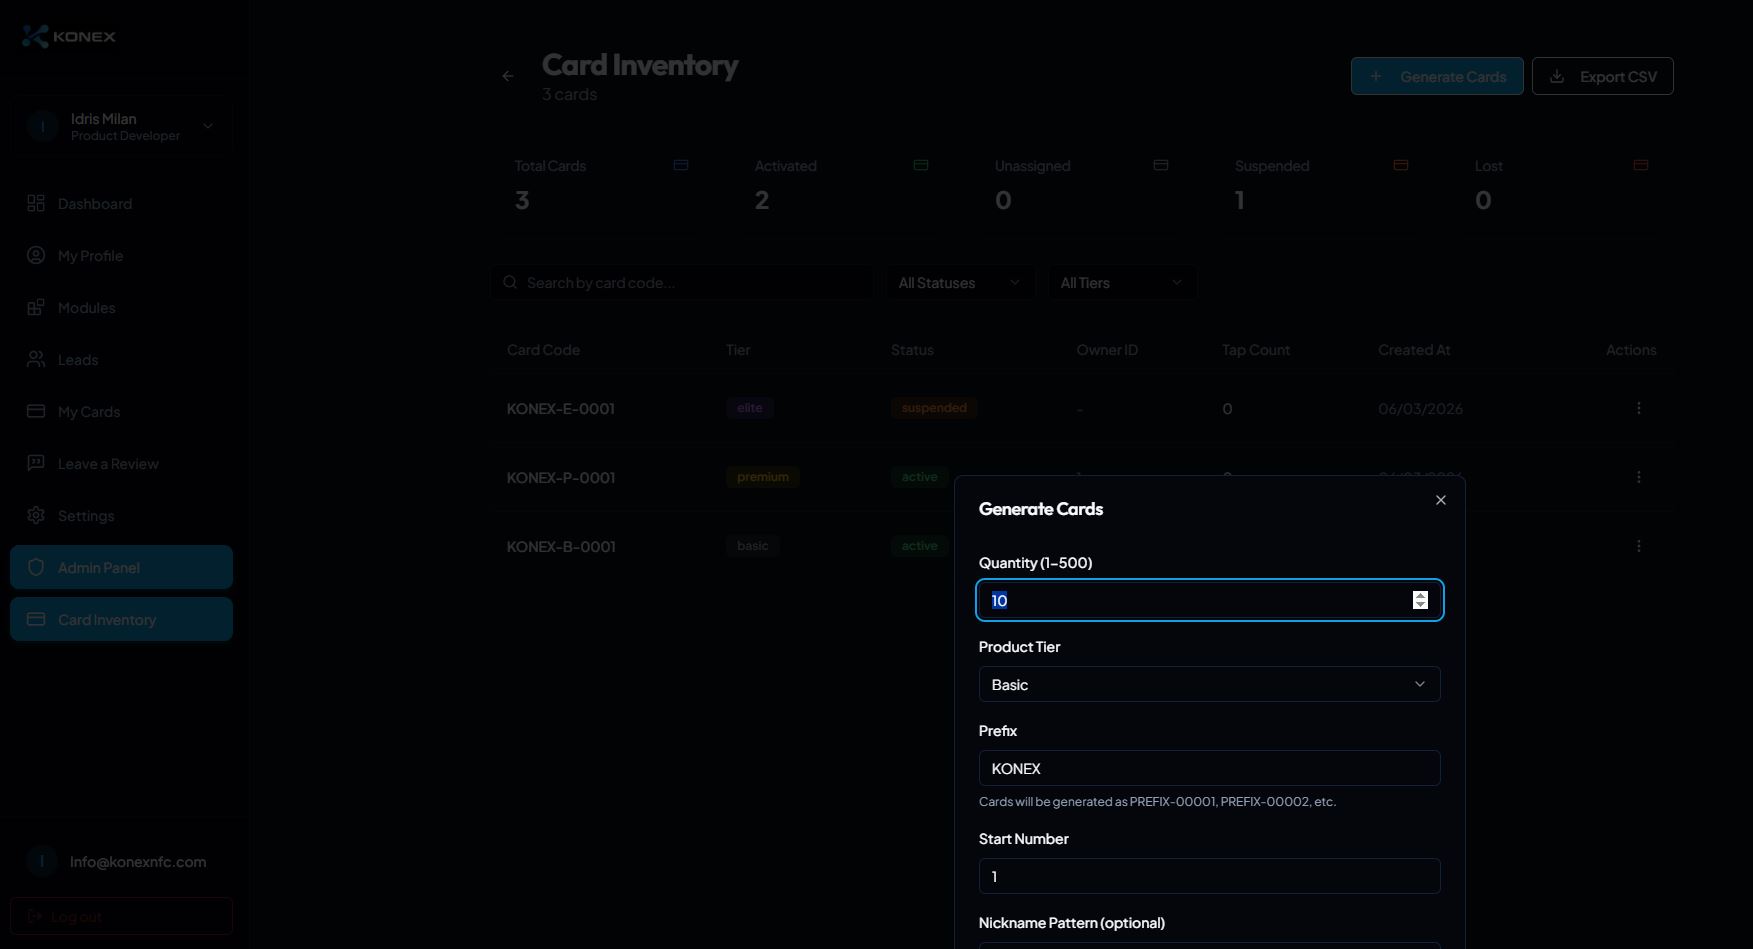 KONEX
I
Idris Milan
Product Developer
Dashboard
My Profile
Modules
Leads
My Cards
Leave a Review
Settings
Admin Panel
Card Inventory
I
Info@konexnfc.com
Log out
Card Inventory
3 cards
Generate Cards
Export CSV
Total Cards
3
Activated
2
Unassigned
0
Suspended
1
Lost
0
Search by card code...
All Statuses
All Tiers
Card Code Tier Status Owner ID Tap Count Created At Actions
KONEX-E-0001 elite suspended - 0 06/03/2026
KONEX-P-0001 premium active
KONEX-B-0001 basic active
Generate Cards
Quantity (1–500)
10
Product Tier
Basic
Prefix
KONEX
Cards will be generated as PREFIX-00001, PREFIX-00002, etc.
Start Number
1
Nickname Pattern (optional)